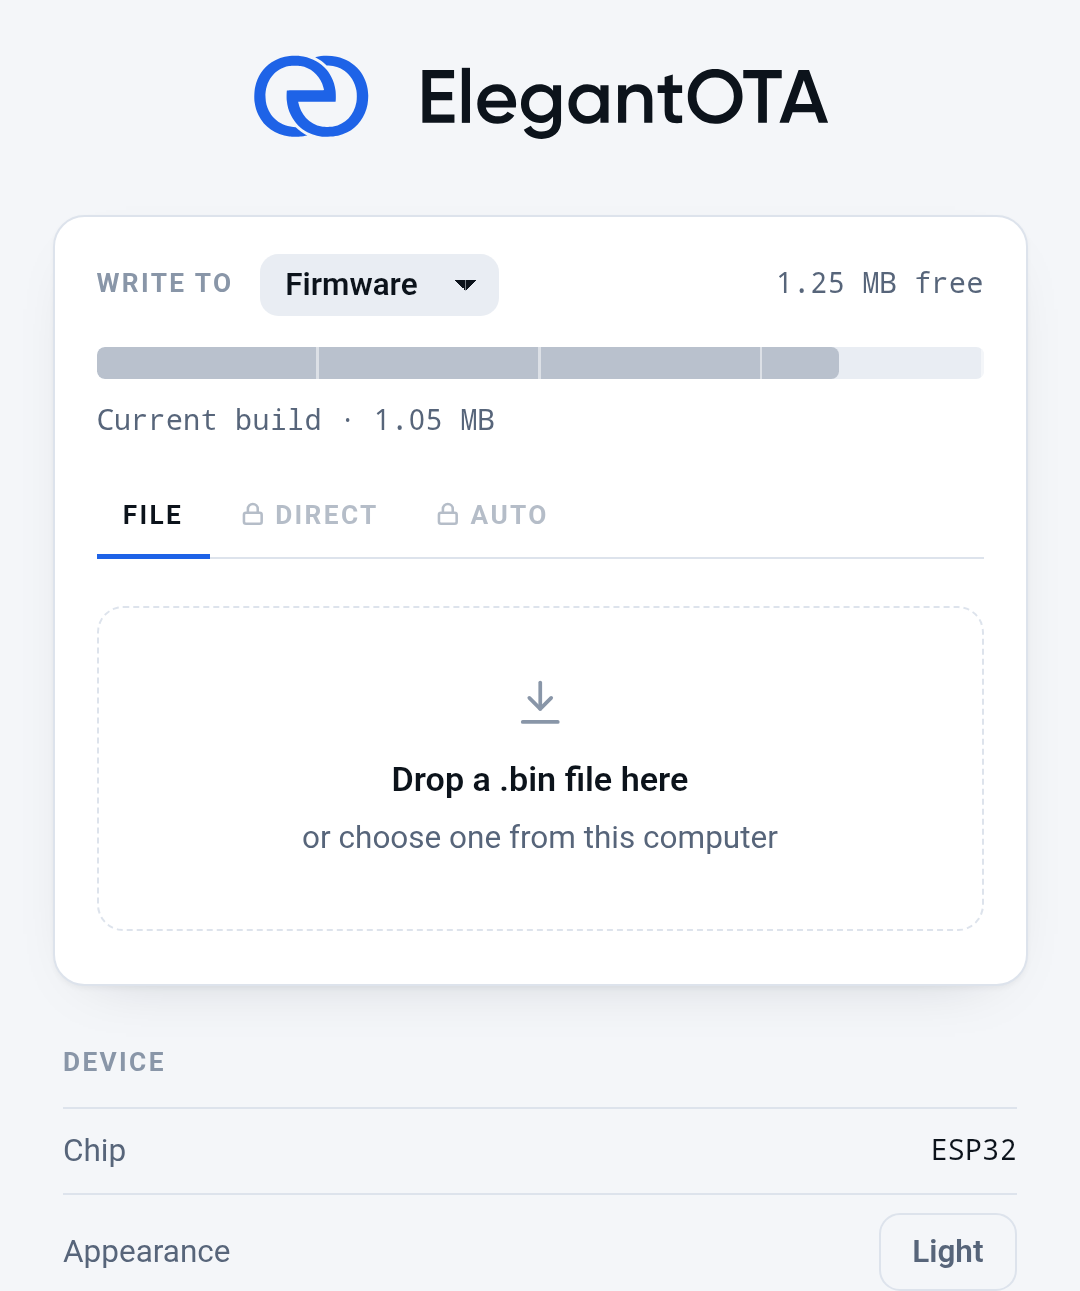 ElegantOTA
WRITE TO Firmware 1.25 MB free
Current build · 1.05 MB
FILE DIRECT AUTO
Drop a .bin file here
or choose one from this computer
DEVICE
Chip ESP32
Appearance Light